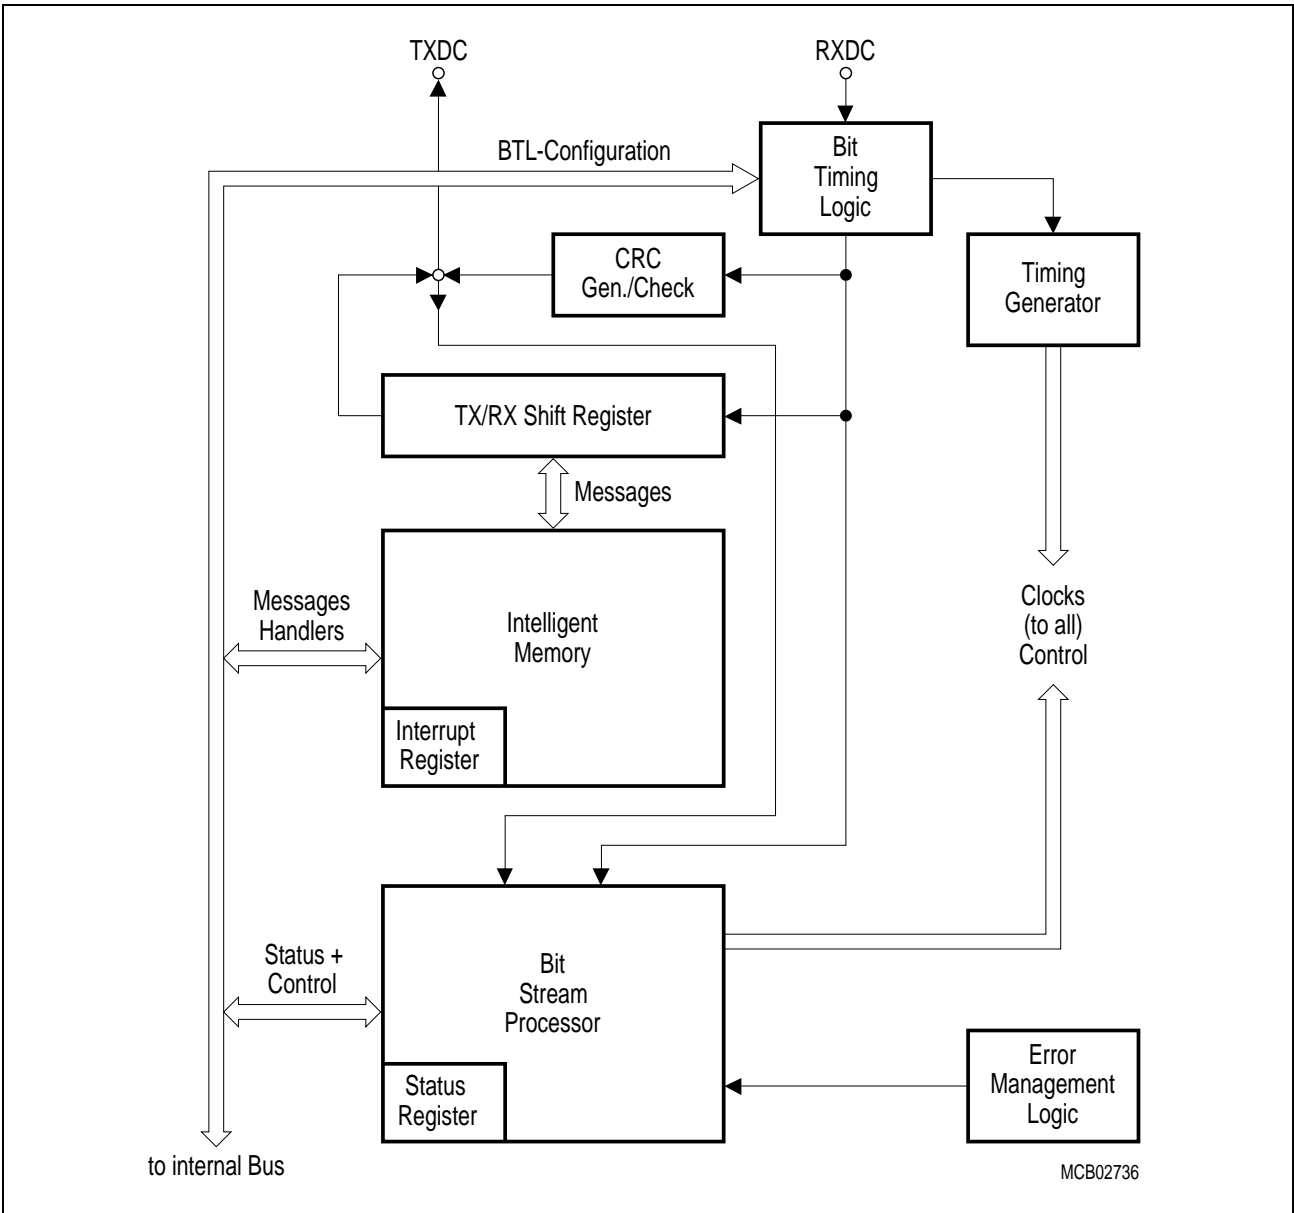 TXDC
RXDC
BTL-Configuration
Bit
Timing
Logic
CRC
Gen./Check
Timing
Generator
TX/RX Shift Register
Messages
Messages
Handlers
Intelligent
Memory
Clocks
(to all)
Control
Interrupt
Register
Status +
Control
Bit
Stream
Processor
Status
Register
Error
Management
Logic
to internal Bus
MCB02736